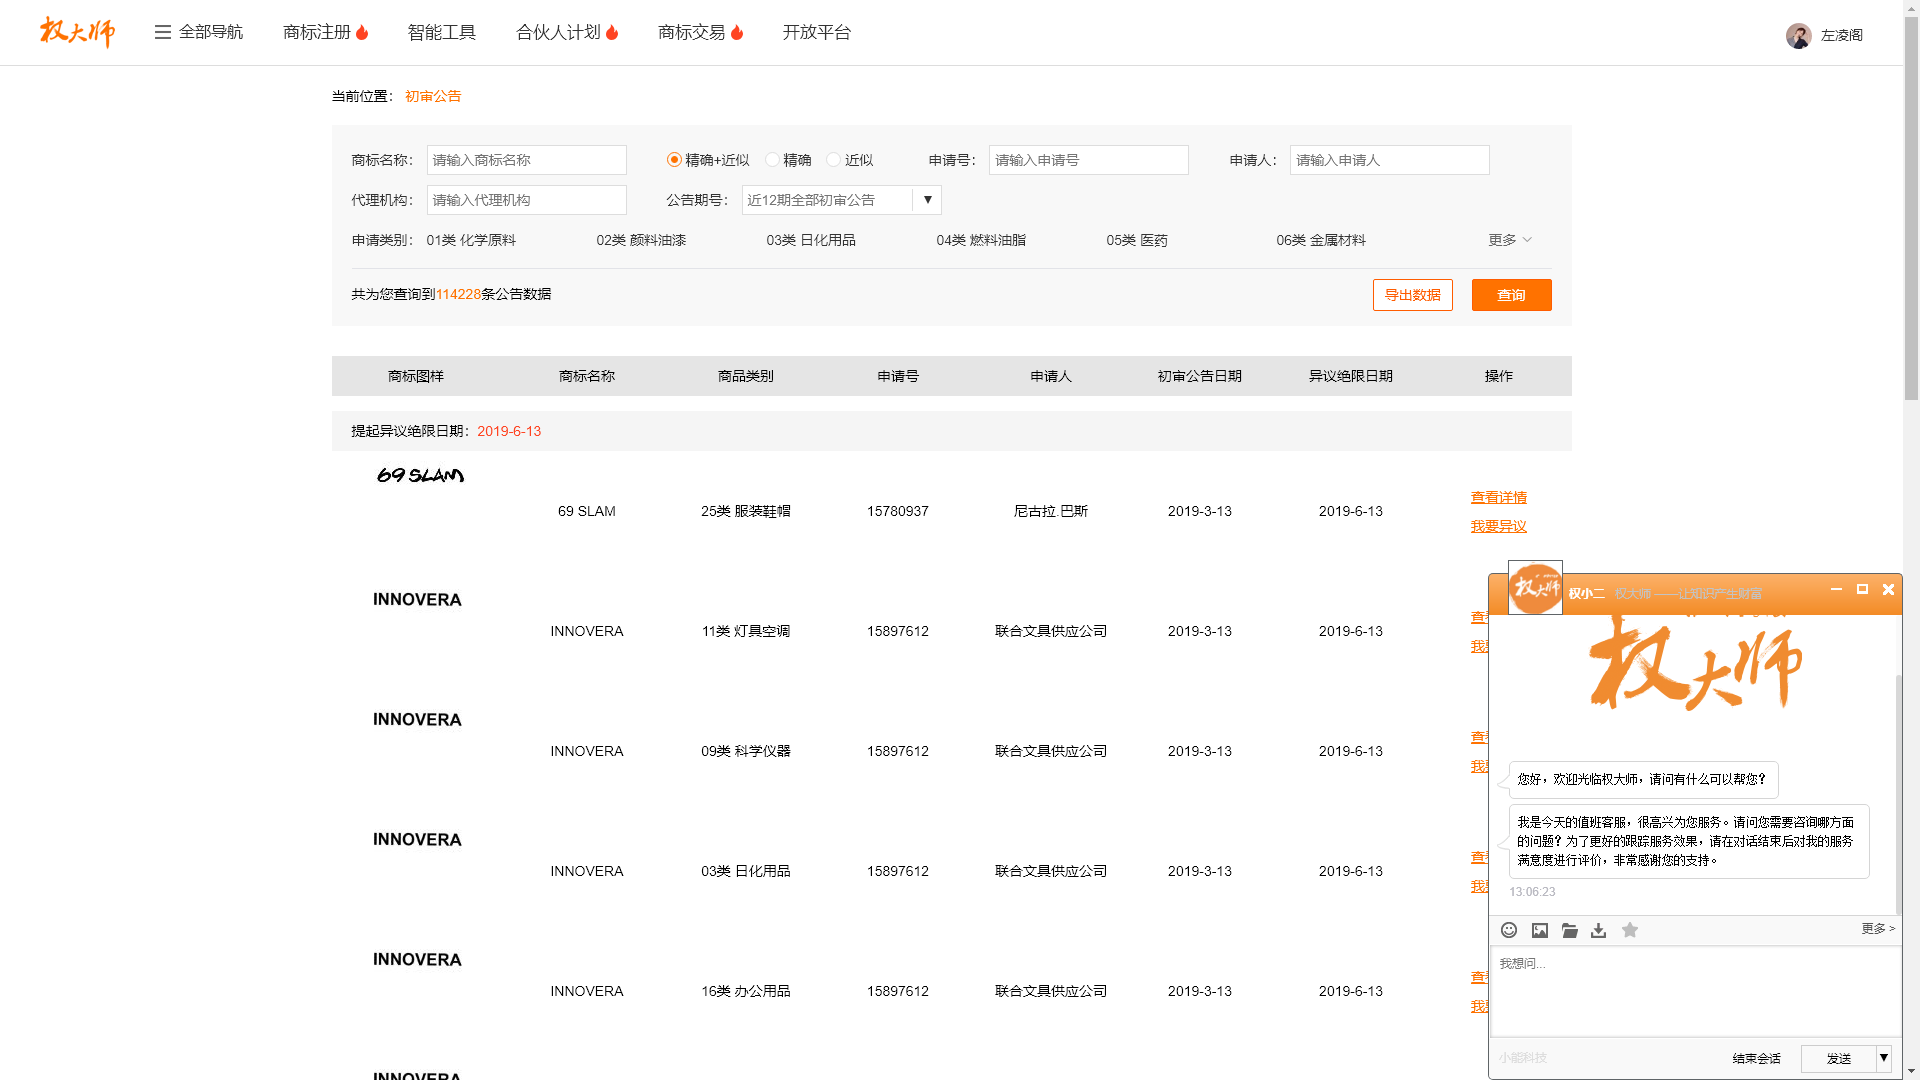 权大师 全部导航 商标注册 智能工具 合伙人计划 商标交易 开放平台 左凌阁
当前位置： 初审公告
商标名称： 请输入商标名称 精确+近似 精确 近似 申请号： 请输入申请号 申请人： 请输入申请人
代理机构： 请输入代理机构 公告期号： 近12期全部初审公告 ▼
申请类别： 01类 化学原料 02类 颜料油漆 03类 日化用品 04类 燃料油脂 05类 医药 06类 金属材料 更多
共为您查询到114228条公告数据 导出数据 查询
商标图样 商标名称 商品类别 申请号 申请人 初审公告日期 异议绝限日期 操作
提起异议绝限日期：2019-6-13
69 SLAM
69 SLAM 25类 服装鞋帽 15780937 尼古拉.巴斯 2019-3-13 2019-6-13 查看详情
我要异议
INNOVERA
INNOVERA 11类 灯具空调 15897612 联合文具供应公司 2019-3-13 2019-6-13
INNOVERA
INNOVERA 09类 科学仪器 15897612 联合文具供应公司 2019-3-13 2019-6-13
INNOVERA
INNOVERA 03类 日化用品 15897612 联合文具供应公司 2019-3-13 2019-6-13
INNOVERA
INNOVERA 16类 办公用品 15897612 联合文具供应公司 2019-3-13 2019-6-13
INNOVERA
权大师 权小二 权大师 ——让知识产生财富
权大师
您好，欢迎光临权大师，请问有什么可以帮您？
我是今天的值班客服，很高兴为您服务。请问您需要咨询哪方面
的问题？为了更好的跟踪服务效果，请在对话结束后对我的服务
满意度进行评价，非常感谢您的支持。
13:06:23
更多 >
我想问...
小能科技 结束会话 发送 ▼